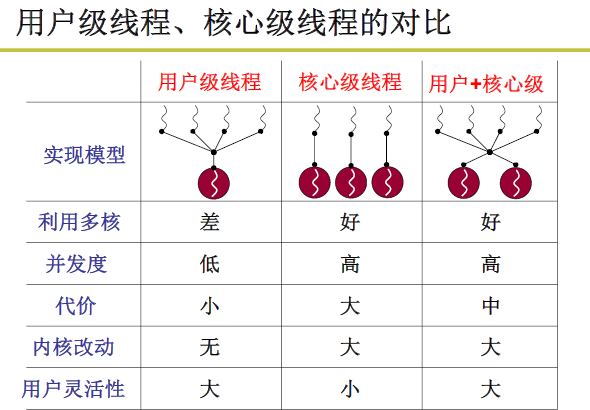 用户级线程、核心级线程的对比
用户级线程 核心级线程 用户+核心级
实现模型
利用多核 差 好 好
并发度 低 高 高
代价 小 大 中
内核改动 无 大 大
用户灵活性 大 小 大